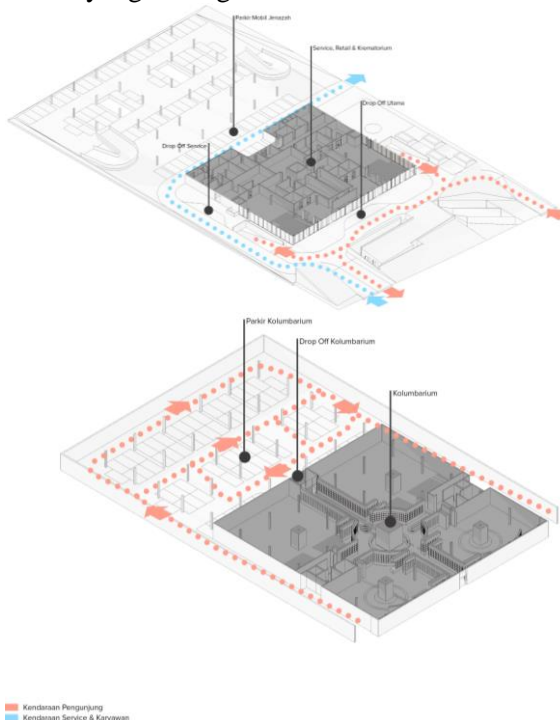 Parkir Mobil Jenazah
Service, Retail & Krematorium
Drop Off Utama
Drop Off Service
Parkir Kolumbarium
Drop Off Kolumbarium
Kolumbarium
Kendaraan Pengunjung
Kendaraan Service & Karyawan